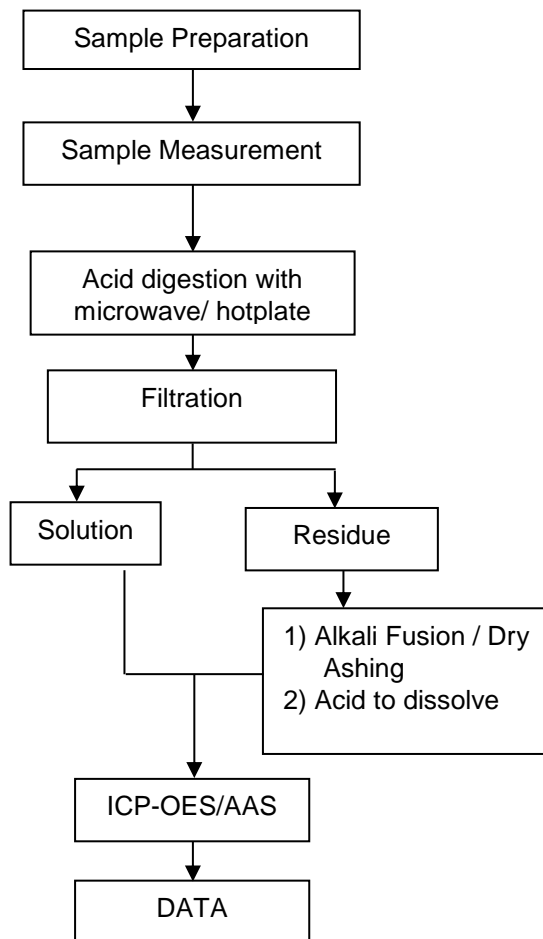 Sample Preparation
Sample Measurement
Acid digestion with
microwave/ hotplate
Filtration
Solution
Residue
1) Alkali Fusion / Dry
Ashing
2) Acid to dissolve
ICP-OES/AAS
DATA